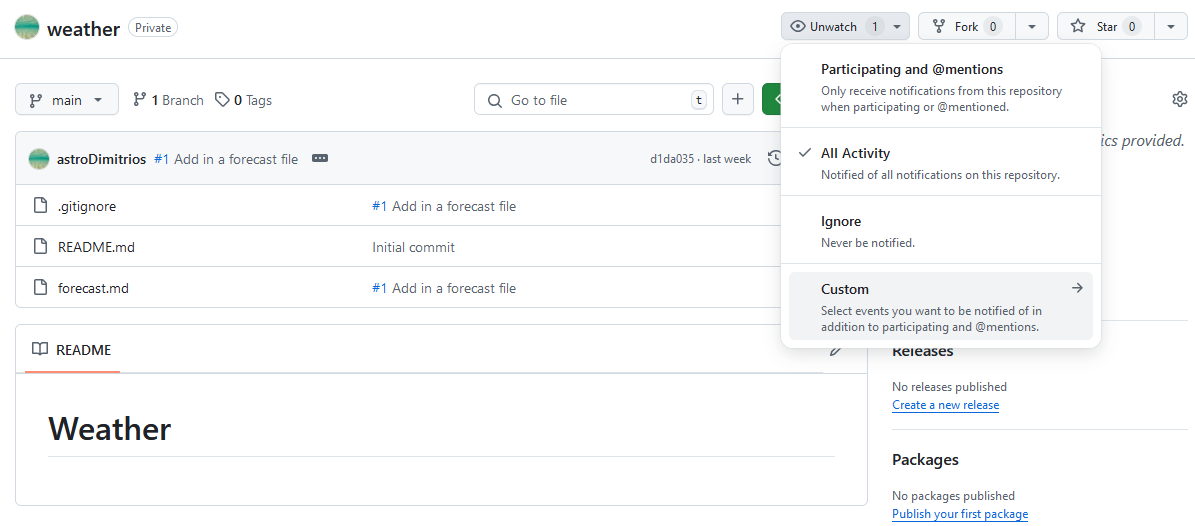 weather Private Unwatch 1 Fork 0 Star 0
main 1 Branch 0 Tags Go to file t
astroDimitrios #1 Add in a forecast file d1da035 · last week
.gitignore #1 Add in a forecast file
README.md Initial commit
forecast.md #1 Add in a forecast file
README
Weather
Participating and @mentions
Only receive notifications from this repository
when participating or @mentioned.
All Activity
Notified of all notifications on this repository.
Ignore
Never be notified.
Custom
Select events you want to be notified of in
addition to participating and @mentions.
provided.
Releases
No releases published
Create a new release
Packages
No packages published
Publish your first package